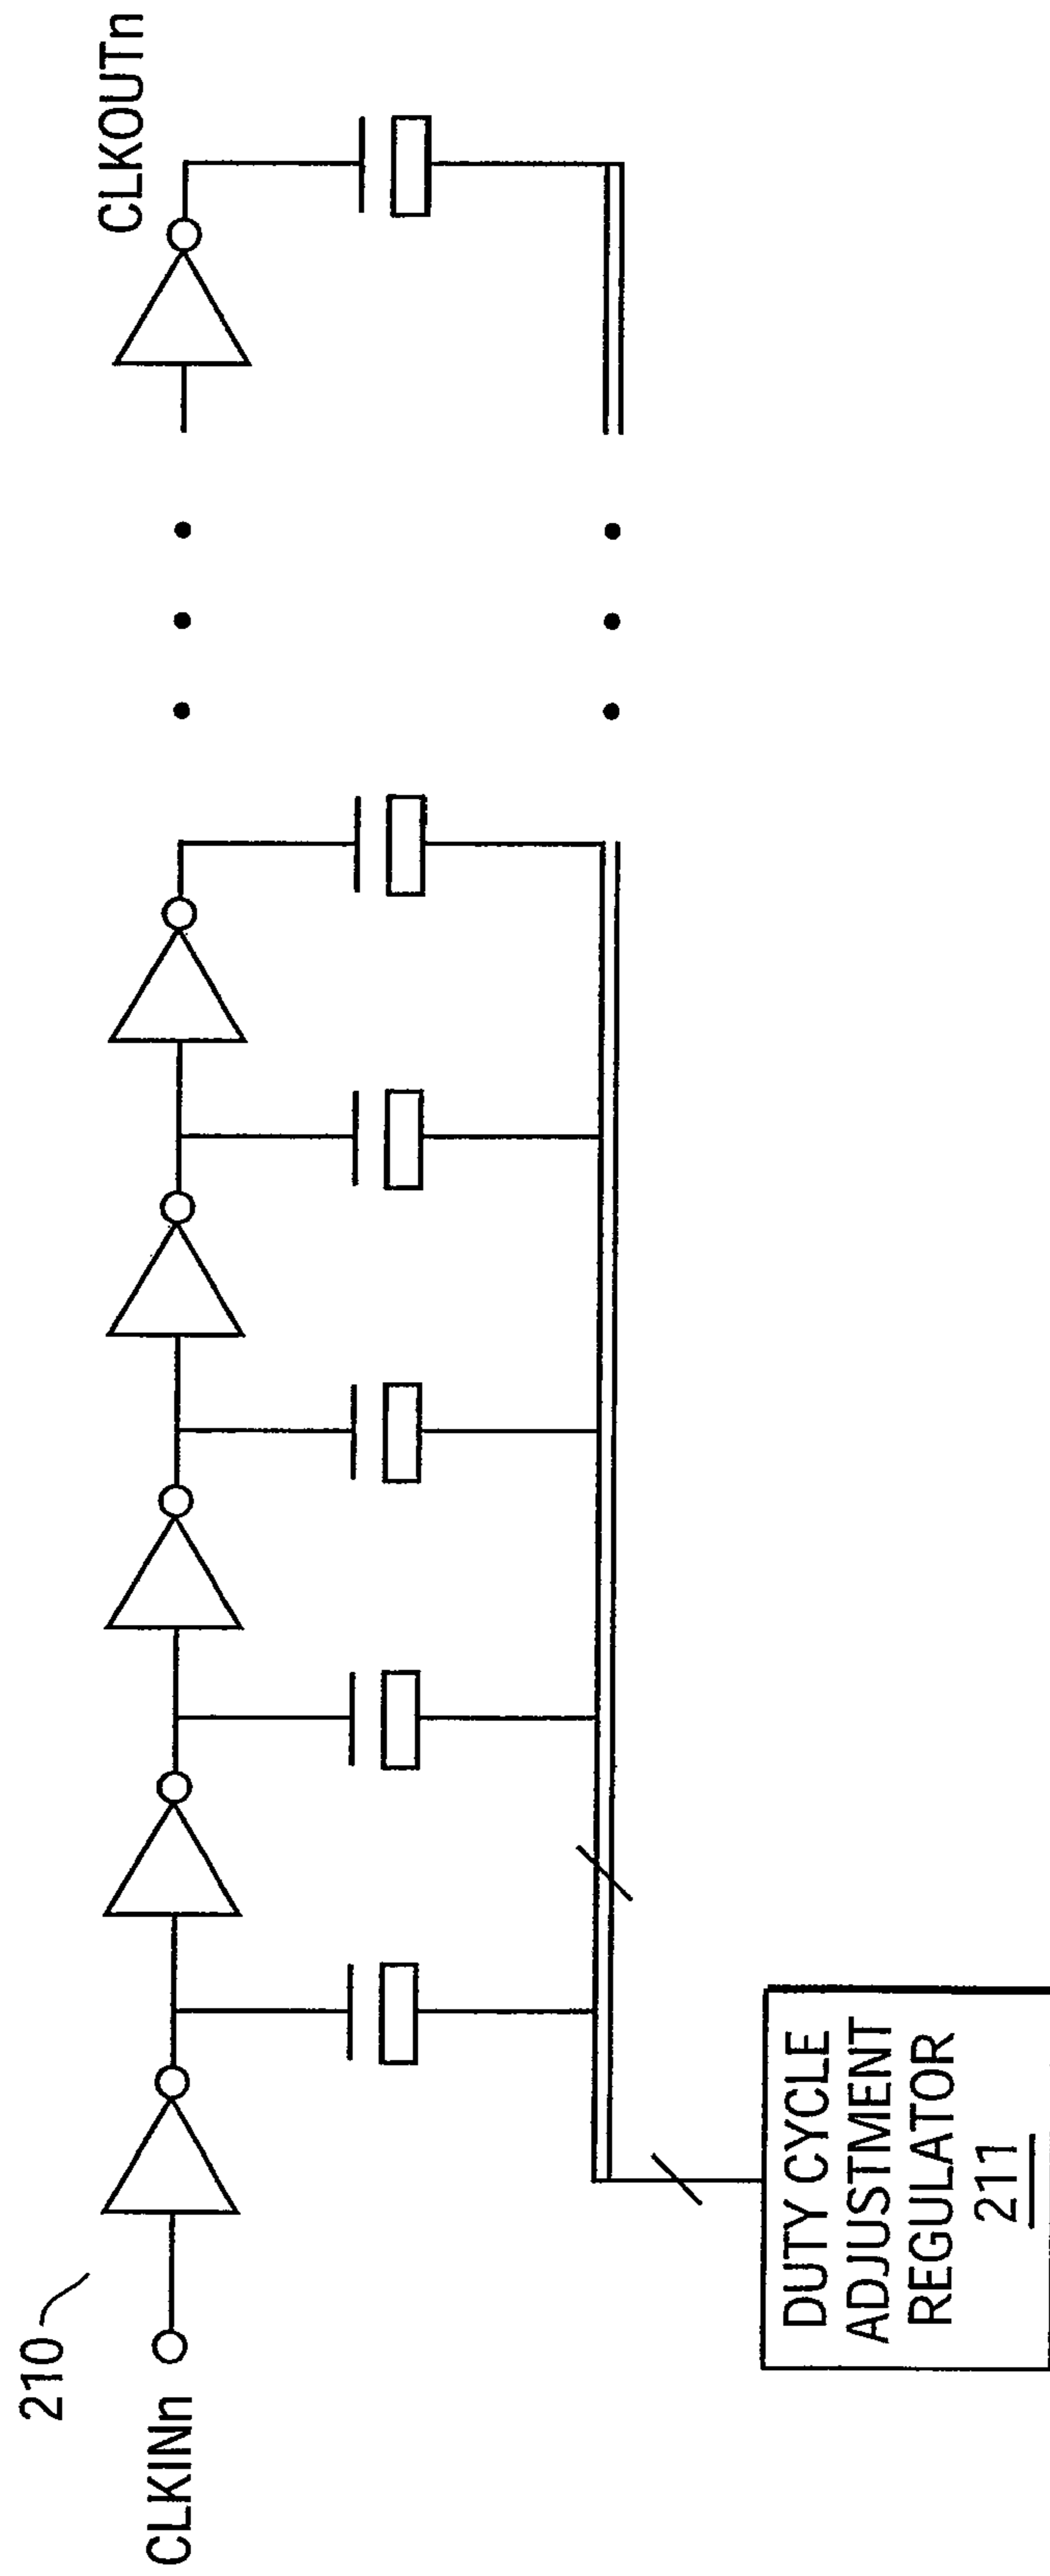 210
CLKINn
CLKOUTn
DUTY CYCLE
ADJUSTMENT
REGULATOR
211